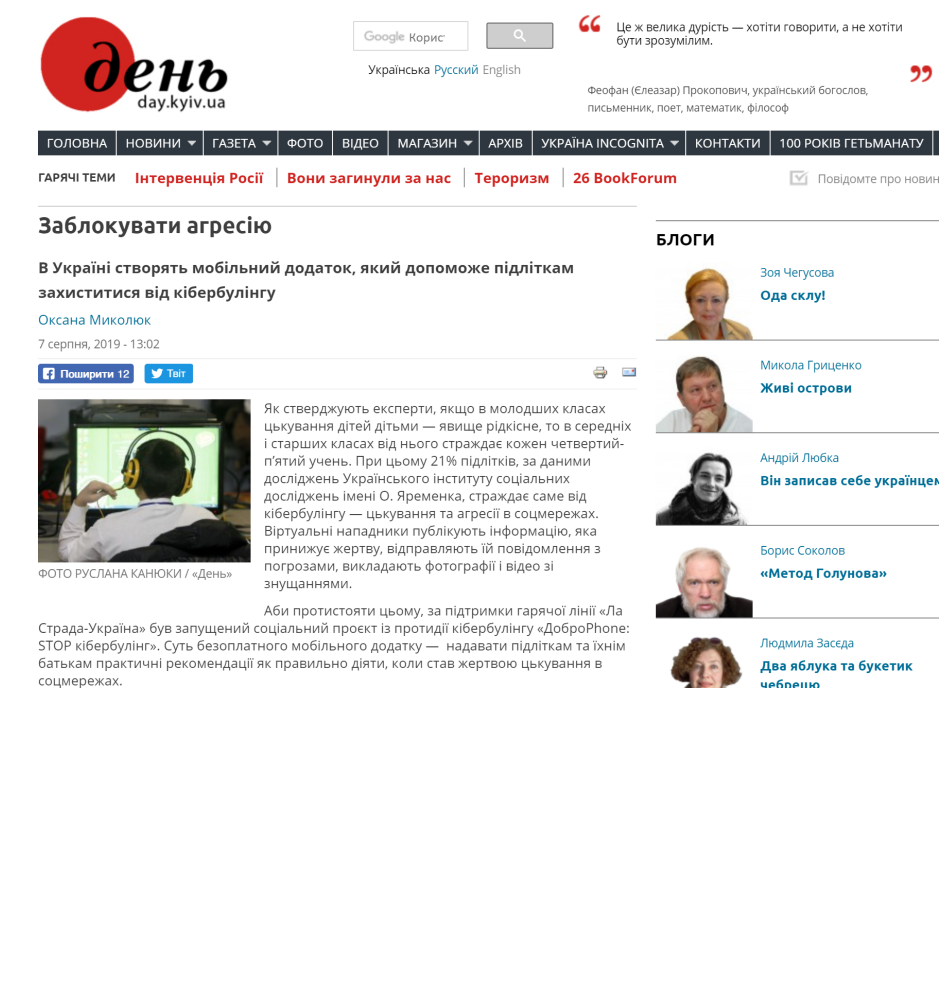 день
day.kyiv.ua
Google Корис
Українська Русский English
Це ж велика дурість — хотіти говорити, а не хотіти
бути зрозумілим.
Феофан (Єлеазар) Прокопович, український богослов,
письменник, поет, математик, філософ
ГОЛОВНА НОВИНИ ГАЗЕТА ФОТО ВІДЕО МАГАЗИН АРХІВ УКРАЇНА INCOGNITA КОНТАКТИ 100 РОКІВ ГЕТЬМАНАТУ
ГАРЯЧІ ТЕМИ Інтервенція Росії Вони загинули за нас Тероризм 26 BookForum Повідомте про новин
Заблокувати агресію
В Україні створять мобільний додаток, який допоможе підліткам
захиститися від кібербулінгу
Оксана Миколюк
7 серпня, 2019 - 13:02
Поширити 12 Твіт
Як стверджують експерти, якщо в молодших класах
цькування дітей дітьми — явище рідкісне, то в середніх
і старших класах від нього страждає кожен четвертий-
п’ятий учень. При цьому 21% підлітків, за даними
досліджень Українського інституту соціальних
досліджень імені О. Яременка, страждає саме від
кібербулінгу — цькування та агресії в соцмережах.
Віртуальні нападники публікують інформацію, яка
принижує жертву, відправляють їй повідомлення з
погрозами, викладають фотографії і відео зі
знущаннями.
ФОТО РУСЛАНА КАНЮКИ / «День»
Аби протистояти цьому, за підтримки гарячої лінії «Ла
Страда-Україна» був запущений соціальний проєкт із протидії кібербулінгу «ДоброPhone:
STOP кібербулінг». Суть безоплатного мобільного додатку — надавати підліткам та їхнім
батькам практичні рекомендації як правильно діяти, коли став жертвою цькування в
соцмережах.
БЛОГИ
Зоя Чегусова
Ода склу!
Микола Гриценко
Живі острови
Андрій Любка
Він записав себе українцем
Борис Соколов
«Метод Голунова»
Людмила Засєда
Два яблука та букетик
чебрецю